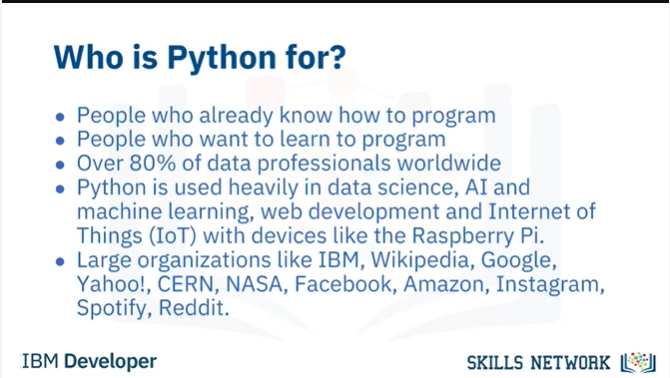 Who is Python for?
• People who already know how to program
• People who want to learn to program
• Over 80% of data professionals worldwide
• Python is used heavily in data science, AI and
machine learning, web development and Internet of
Things (IoT) with devices like the Raspberry Pi.
• Large organizations like IBM, Wikipedia, Google,
Yahoo!, CERN, NASA, Facebook, Amazon, Instagram,
Spotify, Reddit.
IBM Developer
SKILLS NETWORK